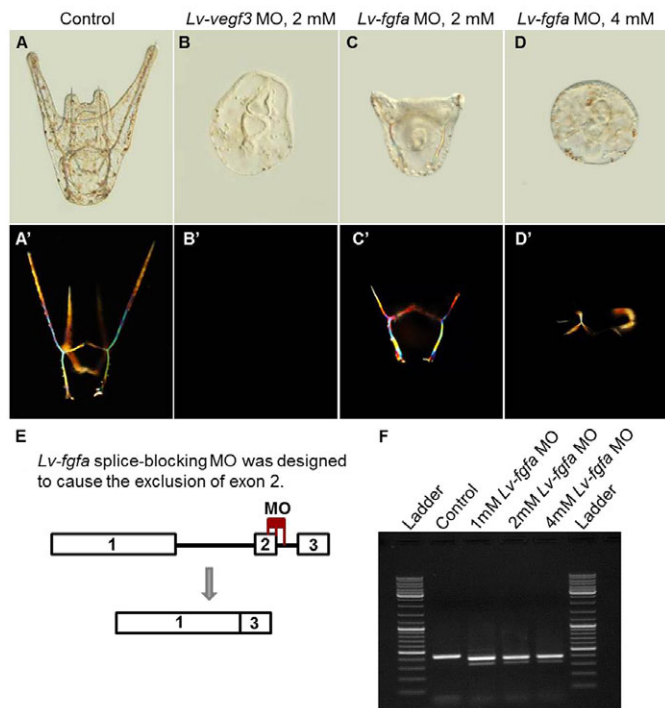 Control
Lv-vegf3 MO, 2 mM
Lv-fgfa MO, 2 mM
Lv-fgfa MO, 4 mM
A
B
C
D
A'
B'
C'
D'
E
Lv-fgfa splice-blocking MO was designed
to cause the exclusion of exon 2.
MO
1
2
3
1
3
F
Ladder
Control
1mM Lv-fgfa MO
2mM Lv-fgfa MO
4mM Lv-fgfa MO
Ladder